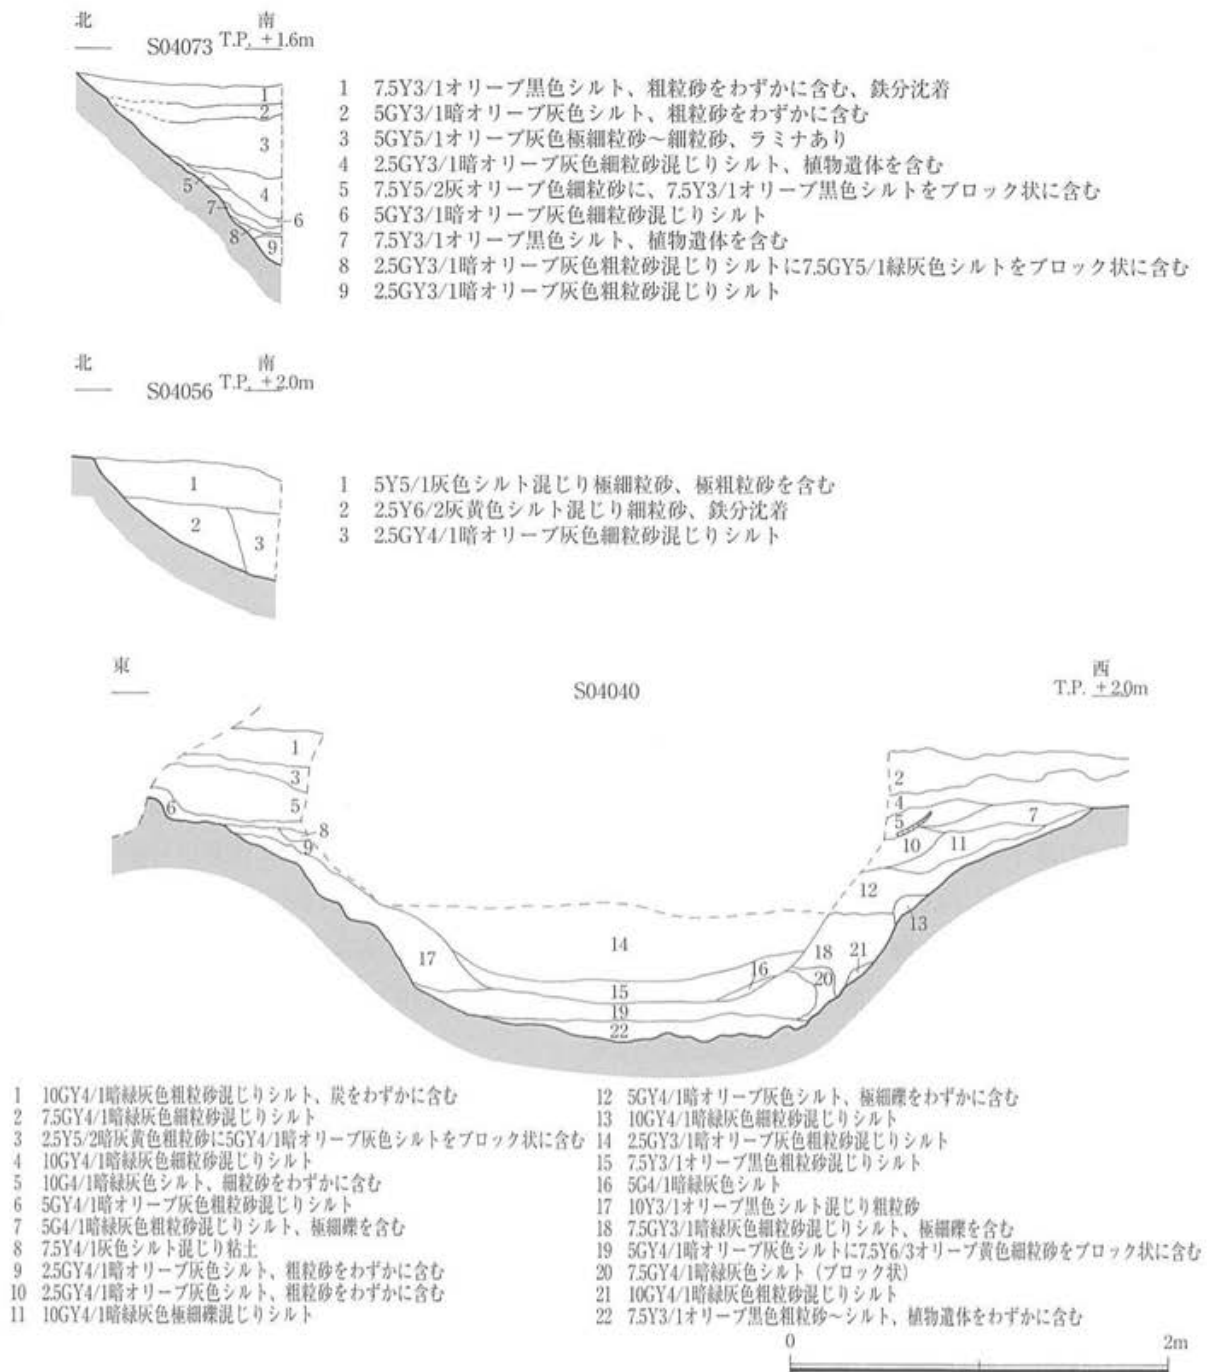 北 南
S04073 T.P. +1.6m
1
2
3
4
5
6
7
8
9
1 7.5Y3/1オリーブ黒色シルト、粗粒砂をわずかに含む、鉄分沈着
2 5GY3/1暗オリーブ灰色シルト、粗粒砂をわずかに含む
3 5GY5/1オリーブ灰色極細粒砂～細粒砂、ラミナあり
4 2.5GY3/1暗オリーブ灰色細粒砂混じりシルト、植物遺体を含む
5 7.5Y5/2灰オリーブ色細粒砂に、7.5Y3/1オリーブ黒色シルトをブロック状に含む
6 5GY3/1暗オリーブ灰色細粒砂混じりシルト
7 7.5Y3/1オリーブ黒色シルト、植物遺体を含む
8 2.5GY3/1暗オリーブ灰色粗粒砂混じりシルトに7.5GY5/1緑灰色シルトをブロック状に含む
9 2.5GY3/1暗オリーブ灰色粗粒砂混じりシルト
北 南
S04056 T.P. +2.0m
1
2
3
1 5Y5/1灰色シルト混じり極細粒砂、極粗粒砂を含む
2 2.5Y6/2灰黄色シルト混じり細粒砂、鉄分沈着
3 2.5GY4/1暗オリーブ灰色細粒砂混じりシルト
東 西
S04040 T.P. +2.0m
1
3
5
6
8
9
2
4
5
7
10
11
12
13
14
17
18
21
16
20
15
19
22
1 10GY4/1暗緑灰色粗粒砂混じりシルト、炭をわずかに含む
2 7.5GY4/1暗緑灰色細粒砂混じりシルト
3 2.5Y5/2暗灰黄色粗粒砂に5GY4/1暗オリーブ灰色シルトをブロック状に含む
4 10GY4/1暗緑灰色細粒砂混じりシルト
5 10G4/1暗緑灰色シルト、細粒砂をわずかに含む
6 5GY4/1暗オリーブ灰色粗粒砂混じりシルト
7 5G4/1暗緑灰色粗粒砂混じりシルト、極細礫を含む
8 7.5Y4/1灰色シルト混じり粘土
9 2.5GY4/1暗オリーブ灰色シルト、粗粒砂をわずかに含む
10 2.5GY4/1暗オリーブ灰色シルト、粗粒砂をわずかに含む
11 10GY4/1暗緑灰色極細礫混じりシルト
12 5GY4/1暗オリーブ灰色シルト、極細礫をわずかに含む
13 10GY4/1暗緑灰色細粒砂混じりシルト
14 2.5GY3/1暗オリーブ灰色粗粒砂混じりシルト
15 7.5Y3/1オリーブ黒色粗粒砂混じりシルト
16 5G4/1暗緑灰色シルト
17 10Y3/1オリーブ黒色シルト混じり粗粒砂
18 7.5GY3/1暗緑灰色細粒砂混じりシルト、極細礫を含む
19 5GY4/1暗オリーブ灰色シルトに7.5Y6/3オリーブ黄色細粒砂をブロック状に含む
20 7.5GY4/1暗緑灰色シルト（ブロック状）
21 10GY4/1暗緑灰色粗粒砂混じりシルト
22 7.5Y3/1オリーブ黒色粗粒砂～シルト、植物遺体をわずかに含む
0 2m